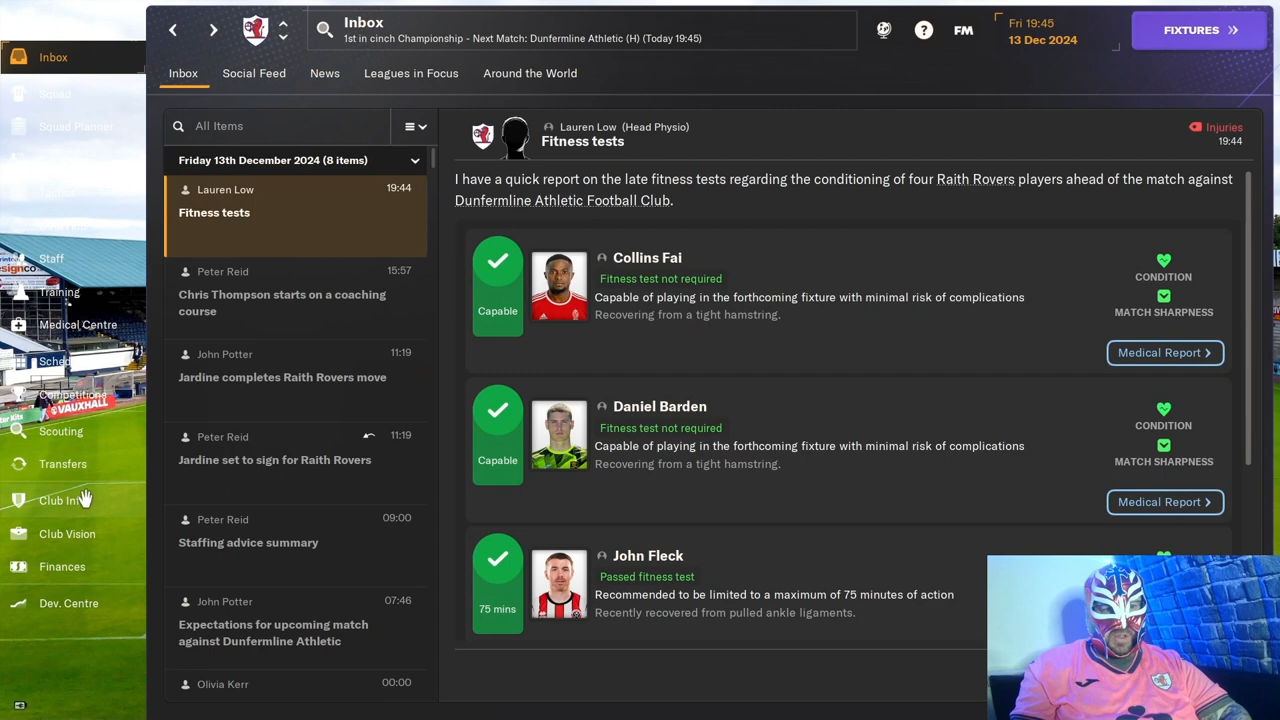 Inbox
1st in cinch Championship - Next Match: Dunfermline Athletic (H) (Today 19:45)
?
FM
Fri 19:45
13 Dec 2024
FIXTURES
Inbox
Squad
Squad Planner
Staff
Training
Medical Centre
Sched
Competitions
VAUXHALL
Scouting
Transfers
Club In
Club Vision
Finances
Dev. Centre
Inbox
Social Feed
News
Leagues in Focus
Around the World
All Items
Friday 13th December 2024 (8 items)
Lauren Low 19:44
Fitness tests
Peter Reid 15:57
Chris Thompson starts on a coaching
course
John Potter 11:19
Jardine completes Raith Rovers move
Peter Reid 11:19
Jardine set to sign for Raith Rovers
Peter Reid 09:00
Staffing advice summary
John Potter 07:46
Expectations for upcoming match
against Dunfermline Athletic
Olivia Kerr 00:00
Lauren Low (Head Physio)
Fitness tests
Injuries
19:44
I have a quick report on the late fitness tests regarding the conditioning of four Raith Rovers players ahead of the match against
Dunfermline Athletic Football Club.
Capable
Collins Fai
Fitness test not required
Capable of playing in the forthcoming fixture with minimal risk of complications
Recovering from a tight hamstring.
CONDITION
MATCH SHARPNESS
Medical Report
Capable
Daniel Barden
Fitness test not required
Capable of playing in the forthcoming fixture with minimal risk of complications
Recovering from a tight hamstring.
CONDITION
MATCH SHARPNESS
Medical Report
75 mins
John Fleck
Passed fitness test
Recommended to be limited to a maximum of 75 minutes of action
Recently recovered from pulled ankle ligaments.